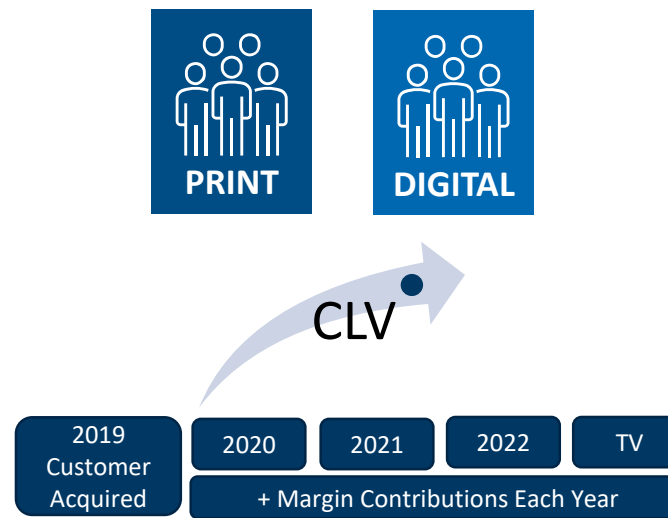 PRINT
DIGITAL
CLV
2019
Customer
Acquired
2020
2021
2022
TV
+ Margin Contributions Each Year